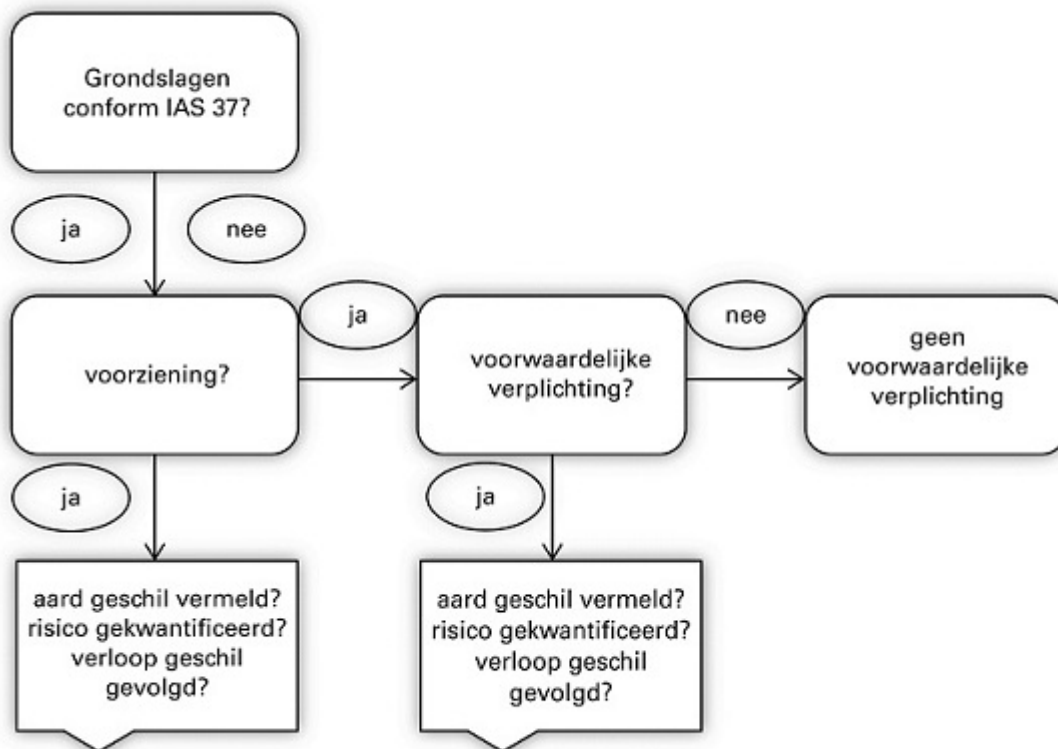 Grondslagen
conform IAS 37?
ja
nee
voorziening?
ja
voorwaardelijke
verplichting?
nee
geen
voorwaardelijke
verplichting
ja
ja
aard geschil vermeld?
risico gekwantificeerd?
verloop geschil
gevolgd?
aard geschil vermeld?
risico gekwantificeerd?
verloop geschil
gevolgd?